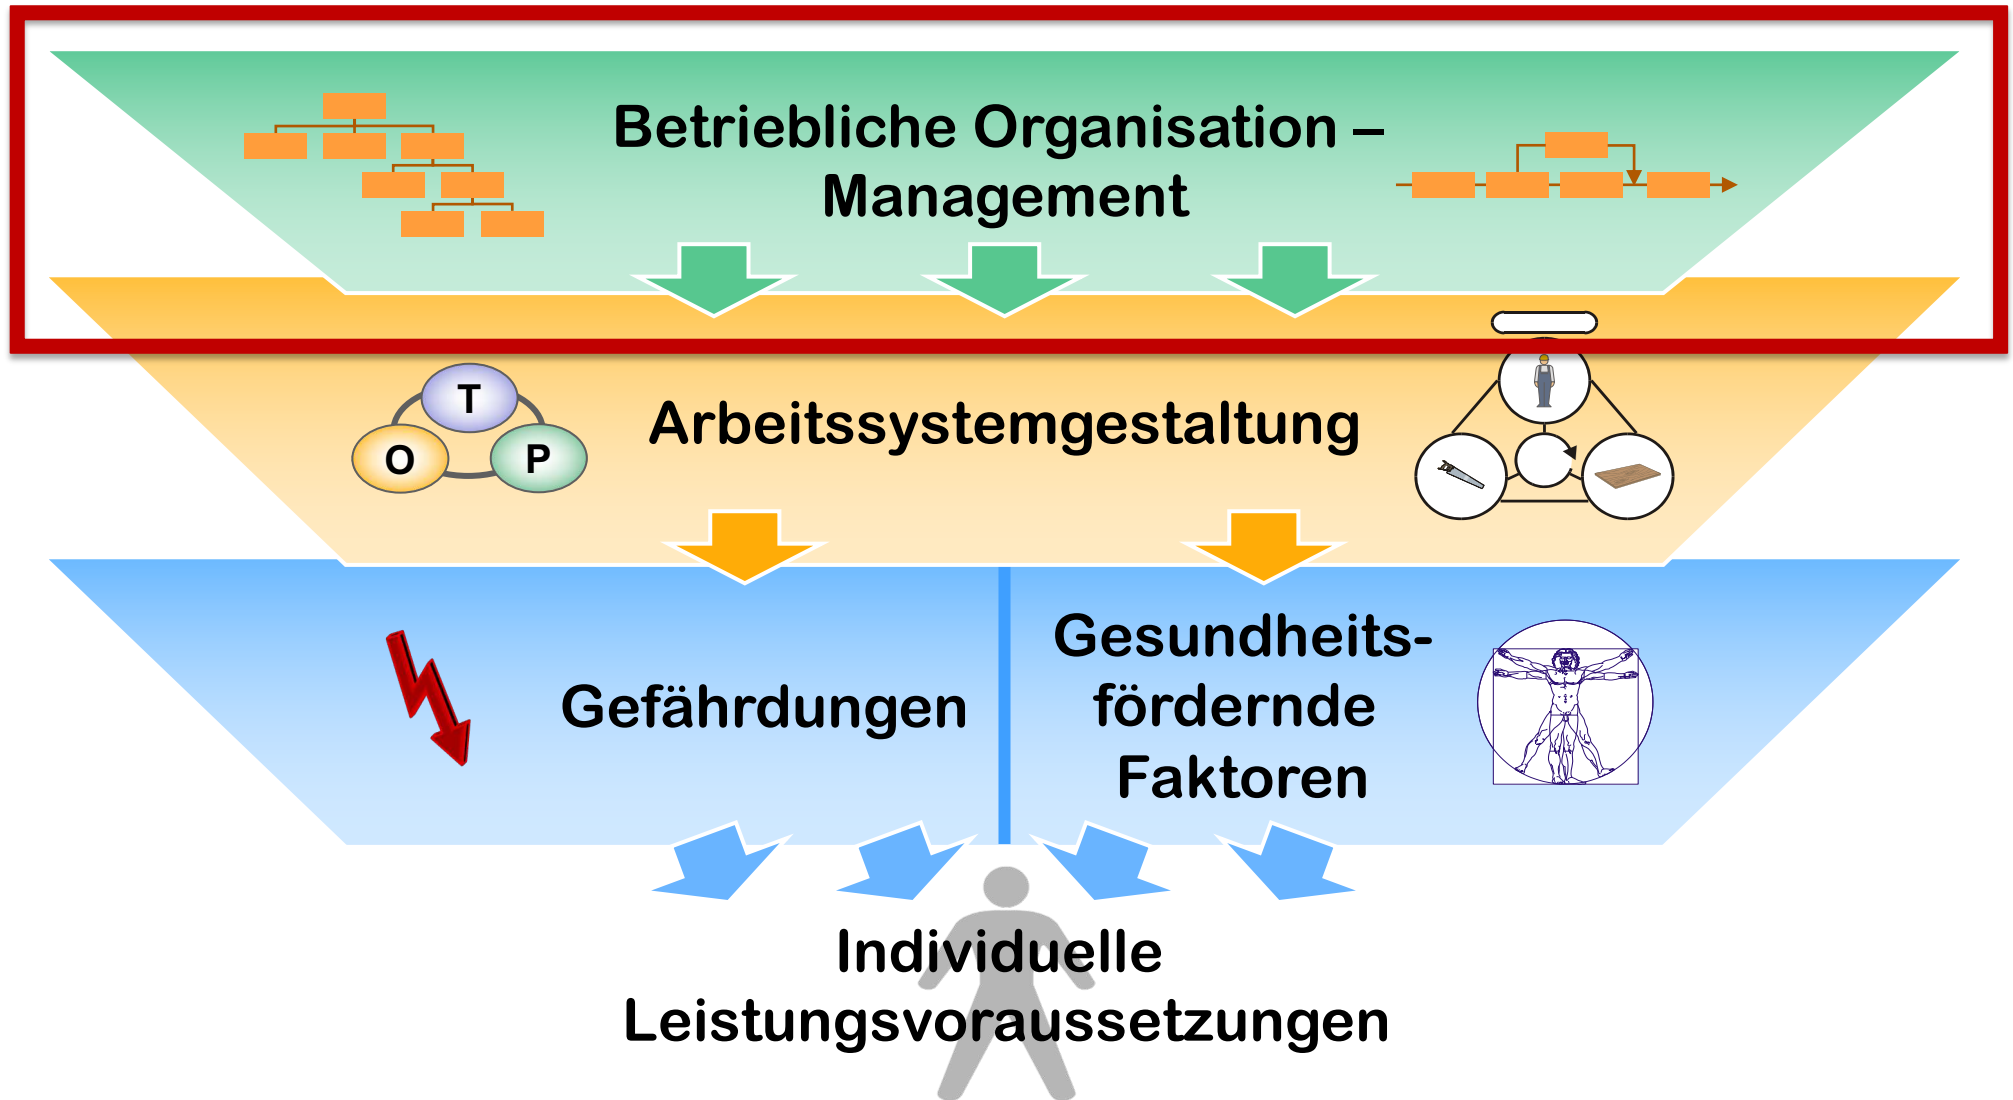 Betriebliche Organisation –
Management
T
O
P
Arbeitssystemgestaltung
Gefährdungen
Gesundheits-
fördernde
Faktoren
Individuelle
Leistungsvoraussetzungen